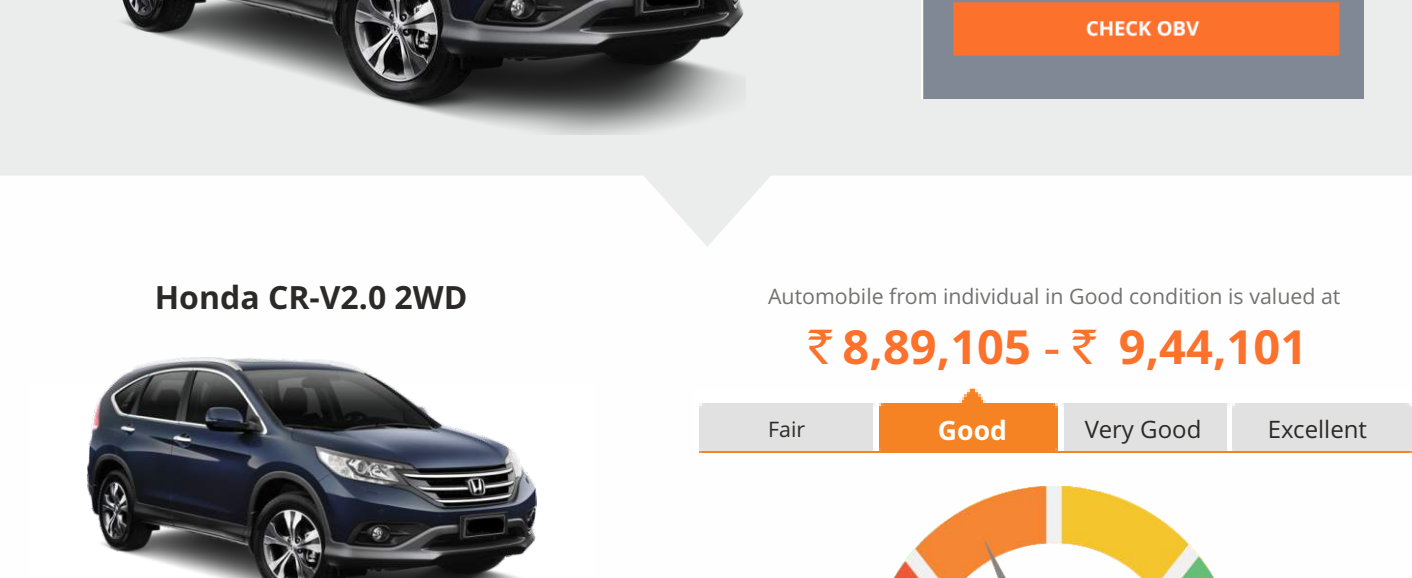 CHECK OBV
Honda CR-V2.0 2WD
Automobile from individual in Good condition is valued at
₹ 8,89,105 - ₹ 9,44,101
Fair
Good
Very Good
Excellent